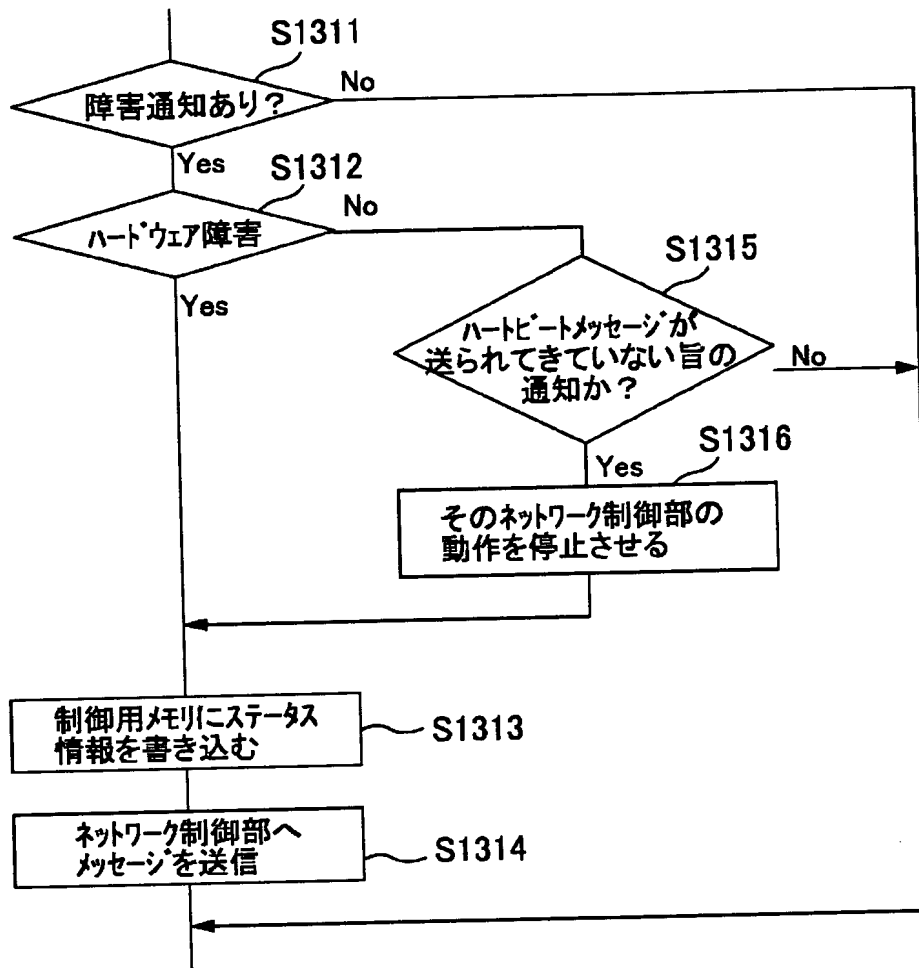 S1311
障害通知あり?
No
Yes
S1312
ハードウェア障害
No
Yes
S1315
ハートビートメッセージが
送られてきていない旨の
通知か?
No
Yes
S1316
そのネットワーク制御部の
動作を停止させる
制御用メモリにステータス
情報を書き込む
S1313
ネットワーク制御部へ
メッセージを送信
S1314